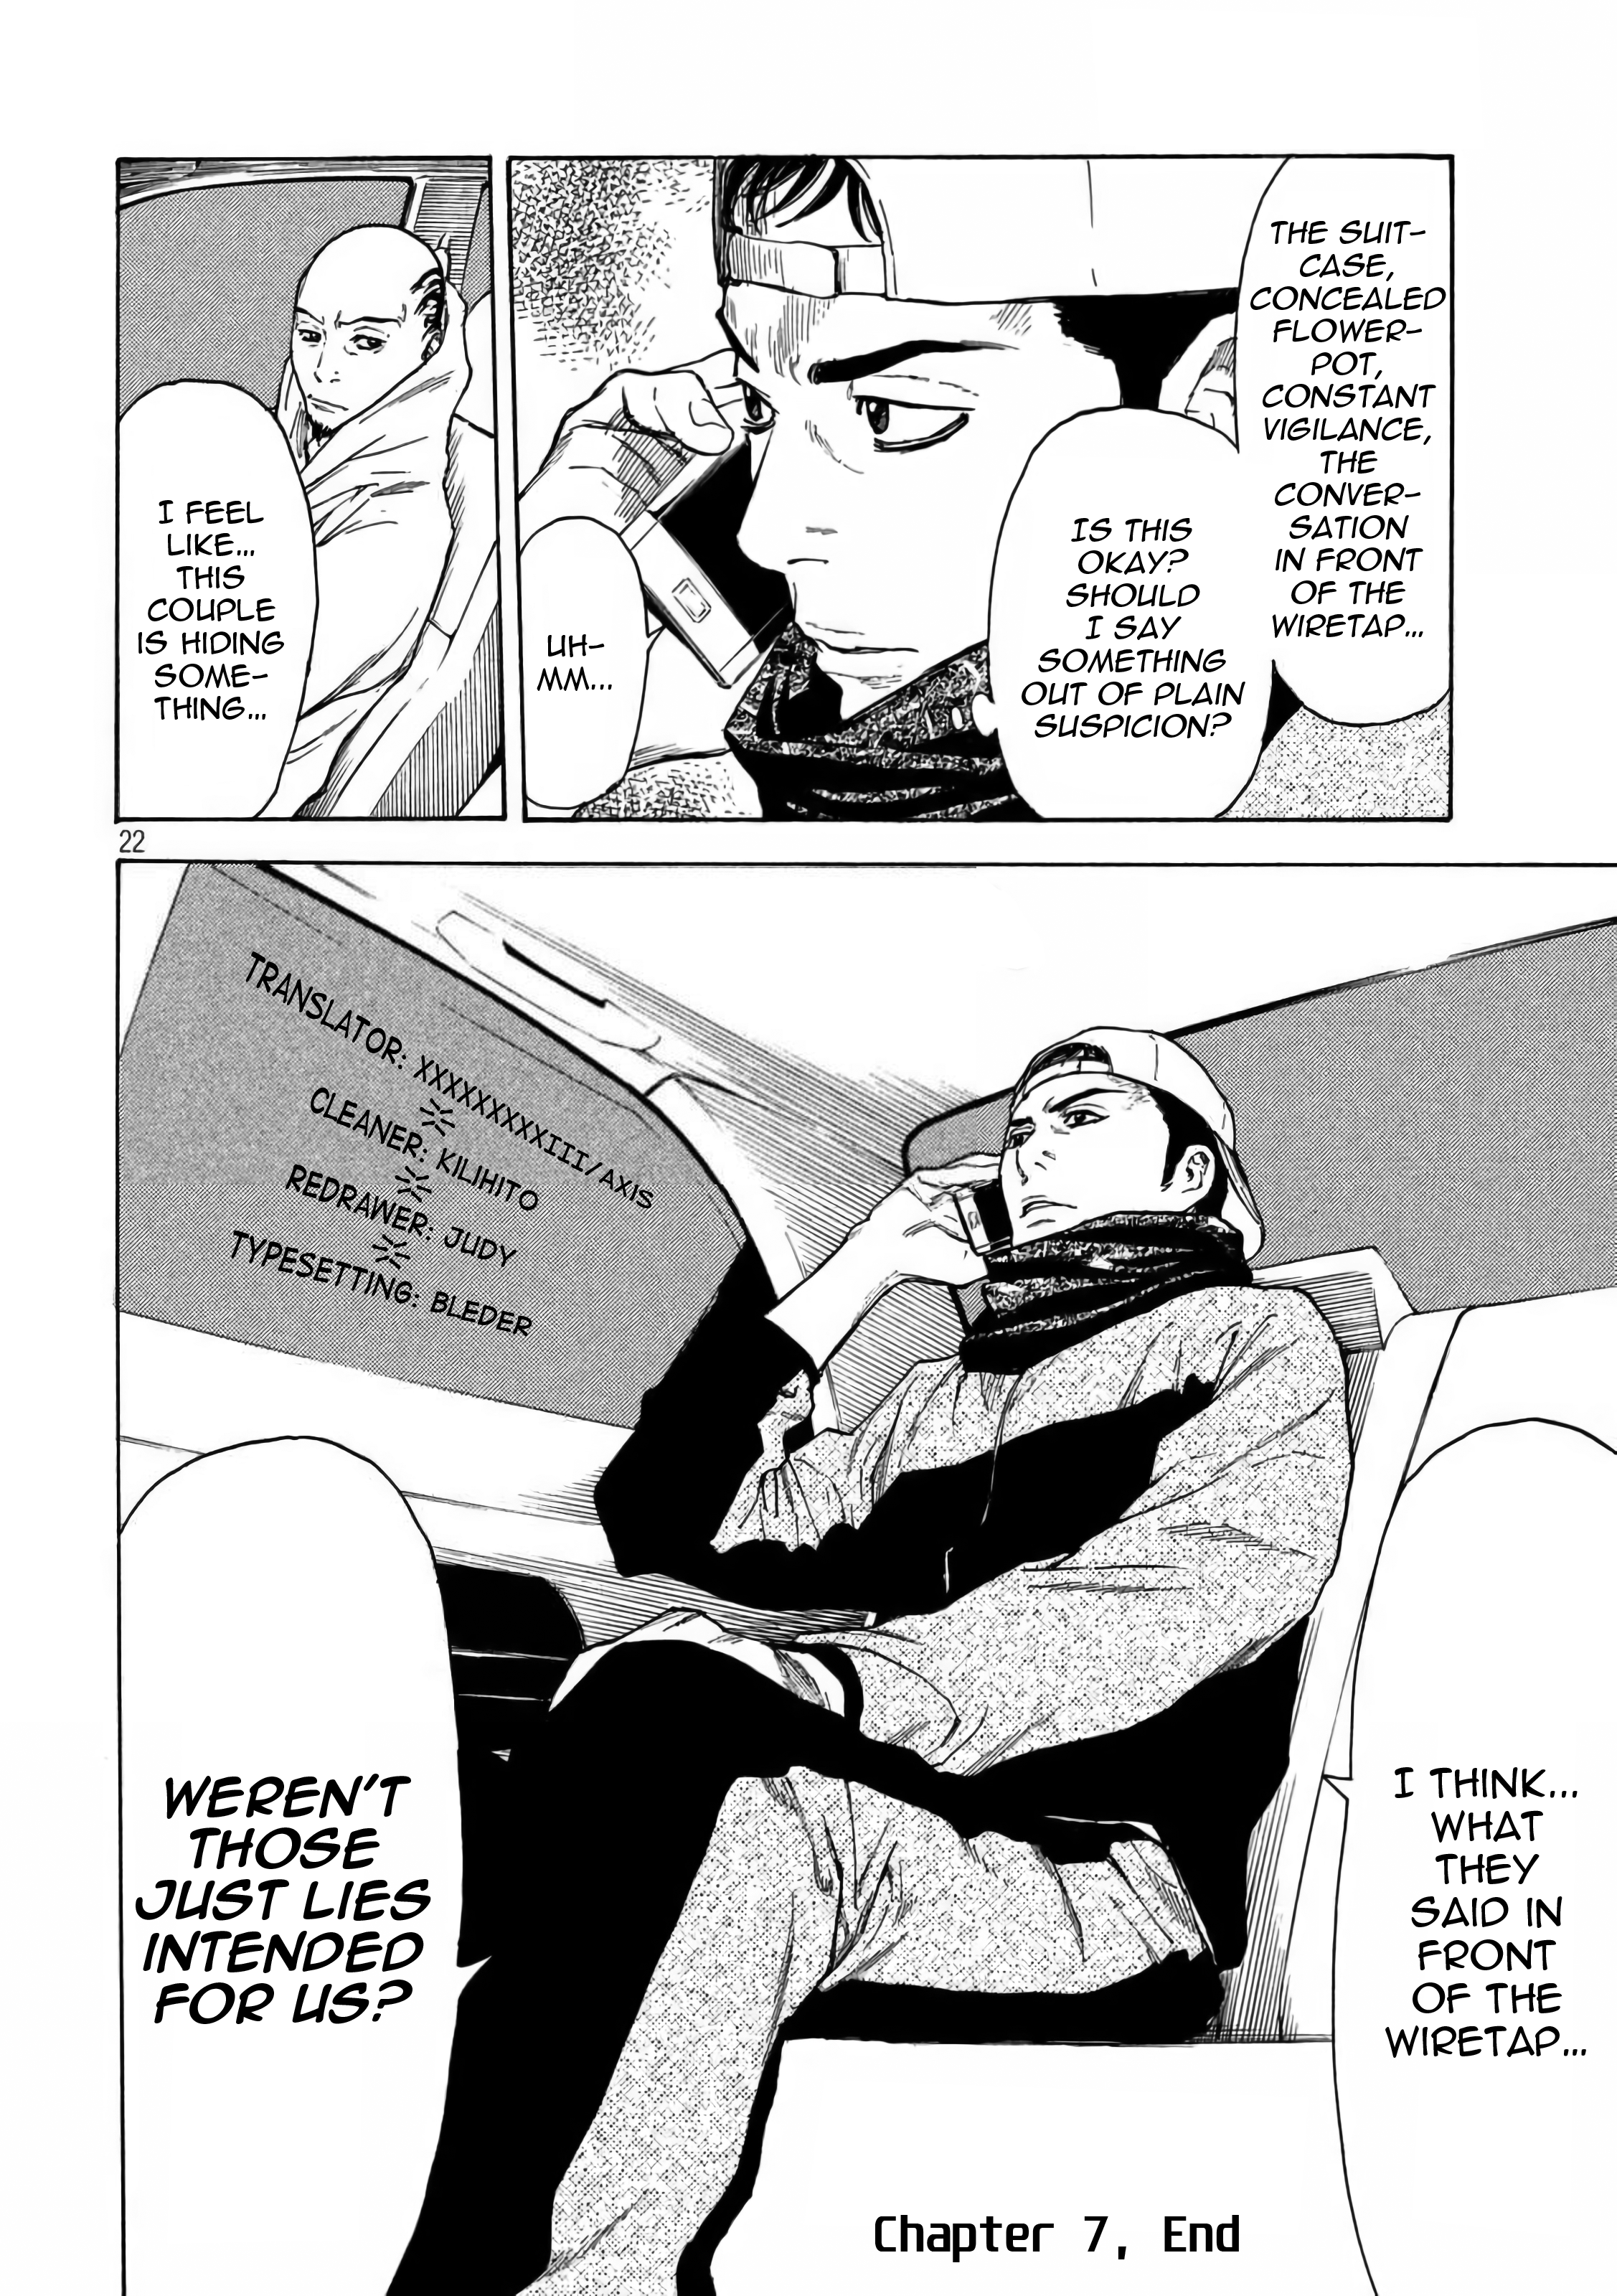 THE SUIT-
CASE,
CONCEALED
FLOWER-
POT,
CONSTANT
VIGILANCE,
THE
CONVER-
SATION
IN FRONT
OF THE
WIRETAP...
IS THIS
OKAY?
SHOULD
I SAY
SOMETHING
OUT OF PLAIN
SUSPICION?
UH-
MM...
I FEEL
LIKE...
THIS
COUPLE
IS HIDING
SOME-
THING...
22
TRANSLATOR: XXXXXXXXXIII/AXIS
CLEANER: KILIHITO
REDRAWER: JUDY
TYPESETTING: BLEDER
I THINK...
WHAT
THEY
SAID IN
FRONT
OF THE
WIRETAP...
WEREN'T
THOSE
JUST LIES
INTENDED
FOR US?
Chapter 7, End